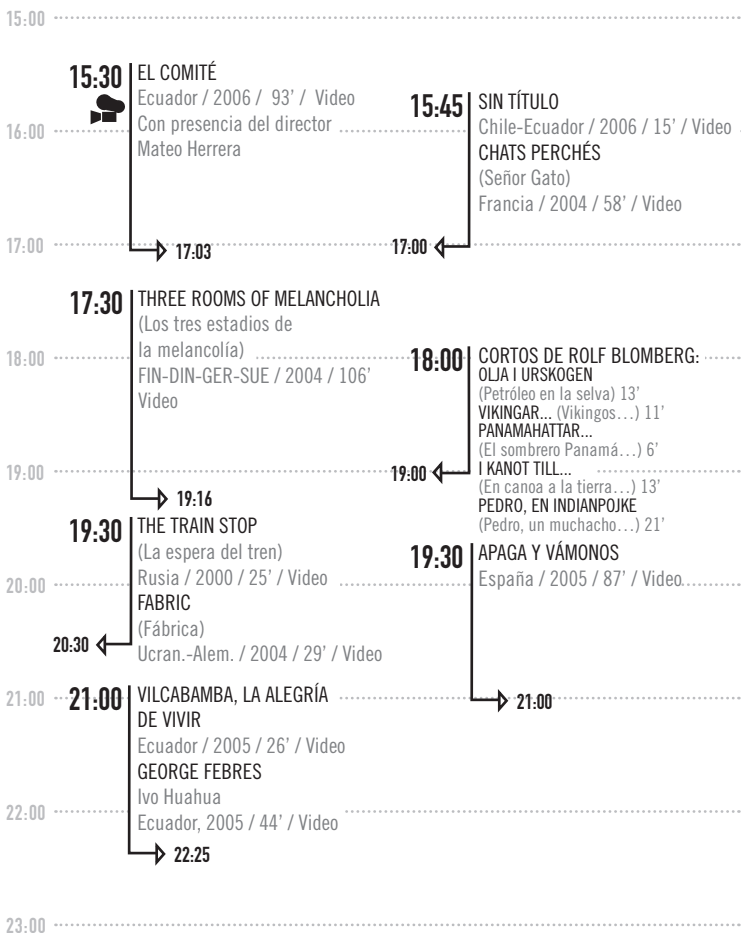 15:00
15:30
EL COMITÉ
Ecuador / 2006 / 93’ / Video
Con presencia del director
Mateo Herrera
17:03
15:45
SIN TÍTULO
Chile-Ecuador / 2006 / 15’ / Video
CHATS PERCHÉS
(Señor Gato)
Francia / 2004 / 58’ / Video
17:00
16:00
17:00
17:30
THREE ROOMS OF MELANCHOLIA
(Los tres estadios de
la melancolía)
FIN-DIN-GER-SUE / 2004 / 106’
Video
19:16
18:00
18:00
CORTOS DE ROLF BLOMBERG:
OLJA I URSKOGEN
(Petróleo en la selva) 13’
VIKINGAR... (Vikingos...) 11’
PANAMAHATTAR...
(El sombrero Panamá...) 6’
I KANOT TILL...
(En canoa a la tierra...) 13’
PEDRO, EN INDIANPOJKE
(Pedro, un muchacho...) 21’
19:00
19:00
19:30
THE TRAIN STOP
(La espera del tren)
Rusia / 2000 / 25’ / Video
FABRIC
(Fábrica)
Ucran.-Alem. / 2004 / 29’ / Video
20:30
19:30
APAGA Y VÁMONOS
España / 2005 / 87’ / Video
21:00
20:00
21:00
21:00
VILCABAMBA, LA ALEGRÍA
DE VIVIR
Ecuador / 2005 / 26’ / Video
GEORGE FEBRES
Ivo Huahua
Ecuador, 2005 / 44’ / Video
22:25
22:00
23:00